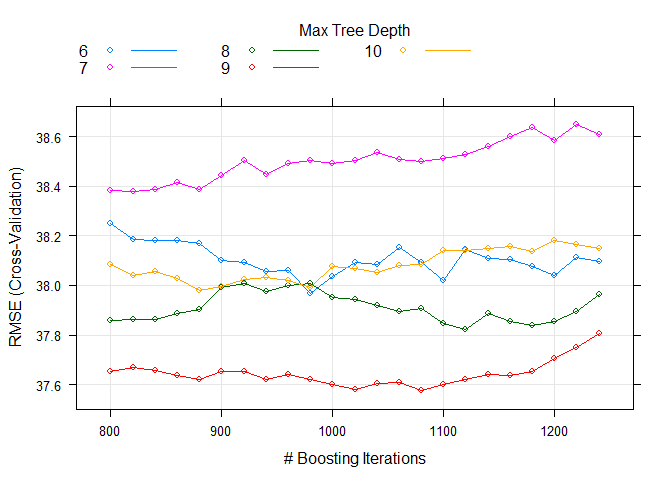 Max Tree Depth
6 8 10
7 9
38.6
38.4
38.2
38.0
37.8
37.6
RMSE (Cross-Validation)
800 900 1000 1100 1200
# Boosting Iterations